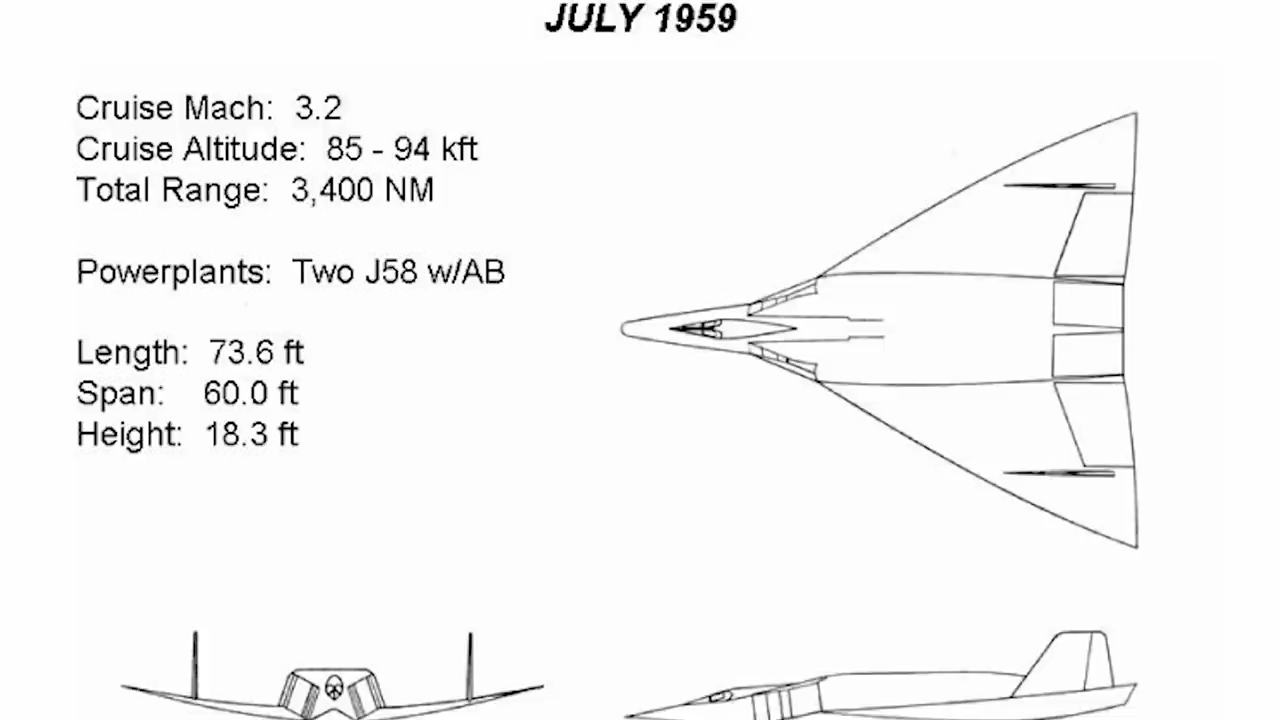 JULY 1959
Cruise Mach: 3.2
Cruise Altitude: 85 - 94 kft
Total Range: 3,400 NM
Powerplants: Two J58 w/AB
Length: 73.6 ft
Span: 60.0 ft
Height: 18.3 ft